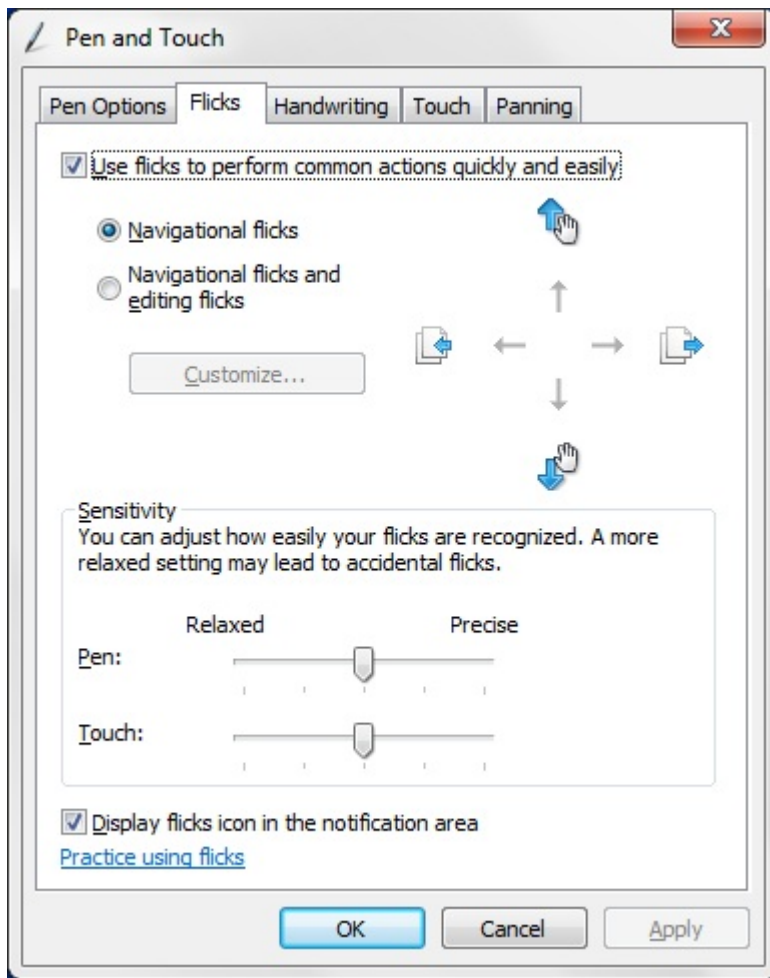 Pen and Touch
Pen Options Flicks Handwriting Touch Panning
Use flicks to perform common actions quickly and easily
Navigational flicks
Navigational flicks and
editing flicks
Customize...
Sensitivity
You can adjust how easily your flicks are recognized. A more
relaxed setting may lead to accidental flicks.
Relaxed Precise
Pen:
Touch:
Display flicks icon in the notification area
Practice using flicks
OK Cancel Apply